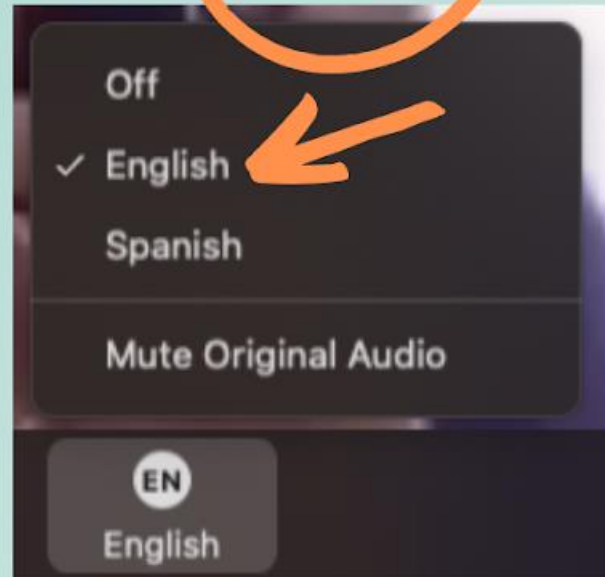 Off
✓ English
Spanish
Mute Original Audio
EN
English